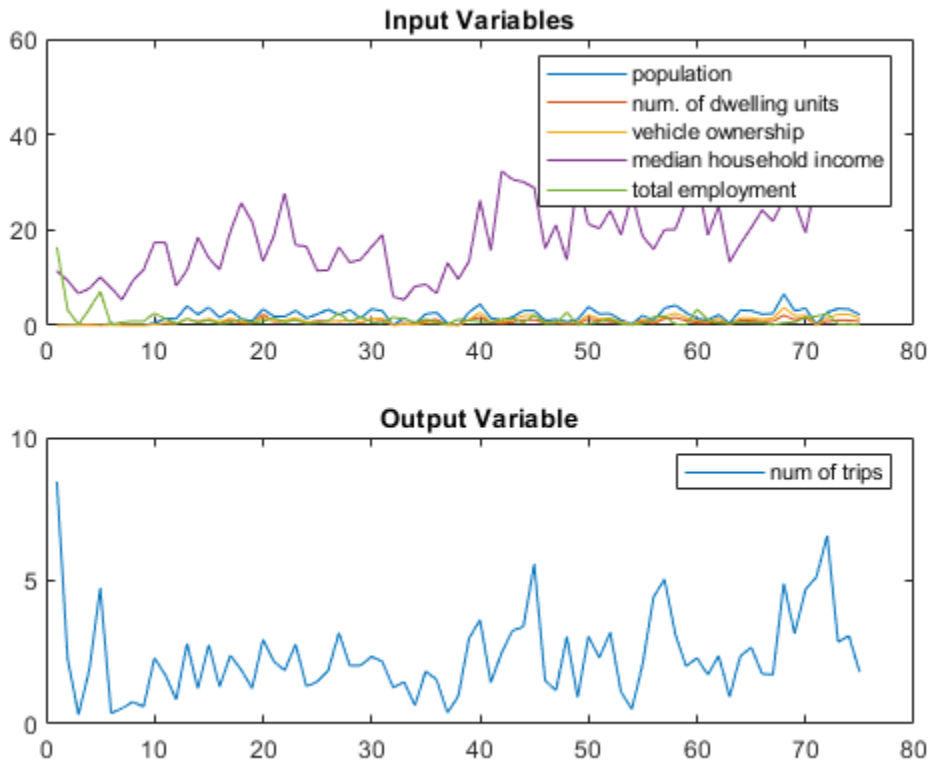 Input Variables
60
40
20
0
population
num. of dwelling units
vehicle ownership
median household income
total employment
0 10 20 30 40 50 60 70 80
Output Variable
10
5
0
num of trips
0 10 20 30 40 50 60 70 80